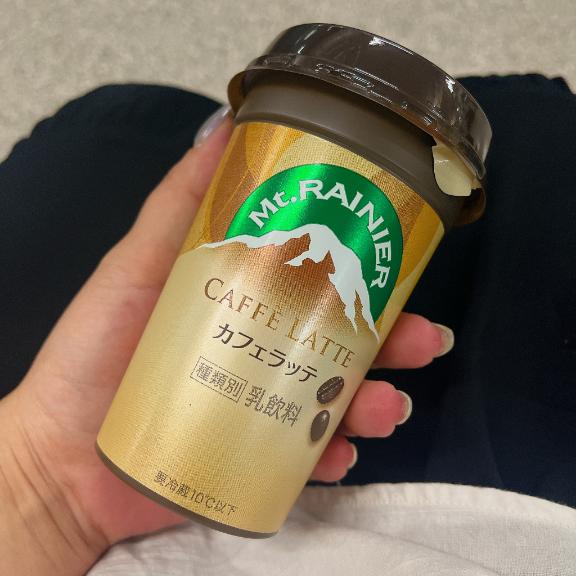 Mt. RAINIER
CAFFÈ LATTE
カフェラッテ
種類別 乳飲料
要冷蔵10℃以下